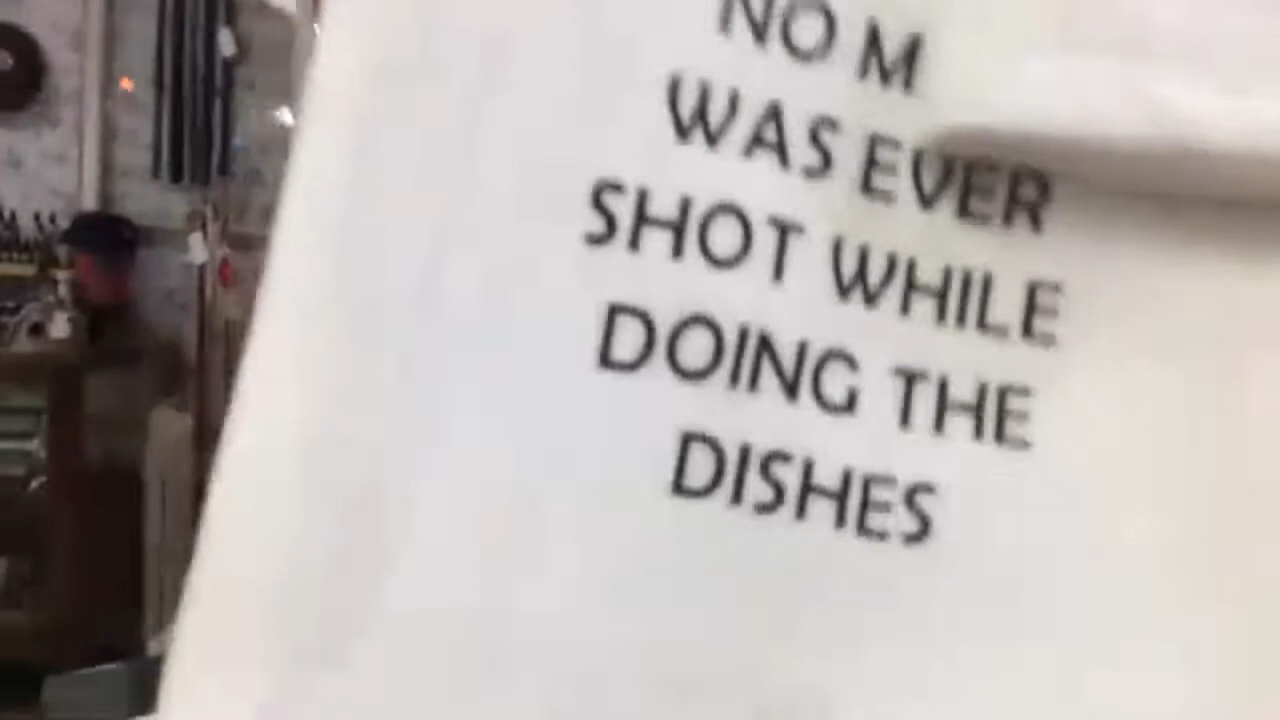 NO M
WAS EVER
SHOT WHILE
DOING THE
DISHES